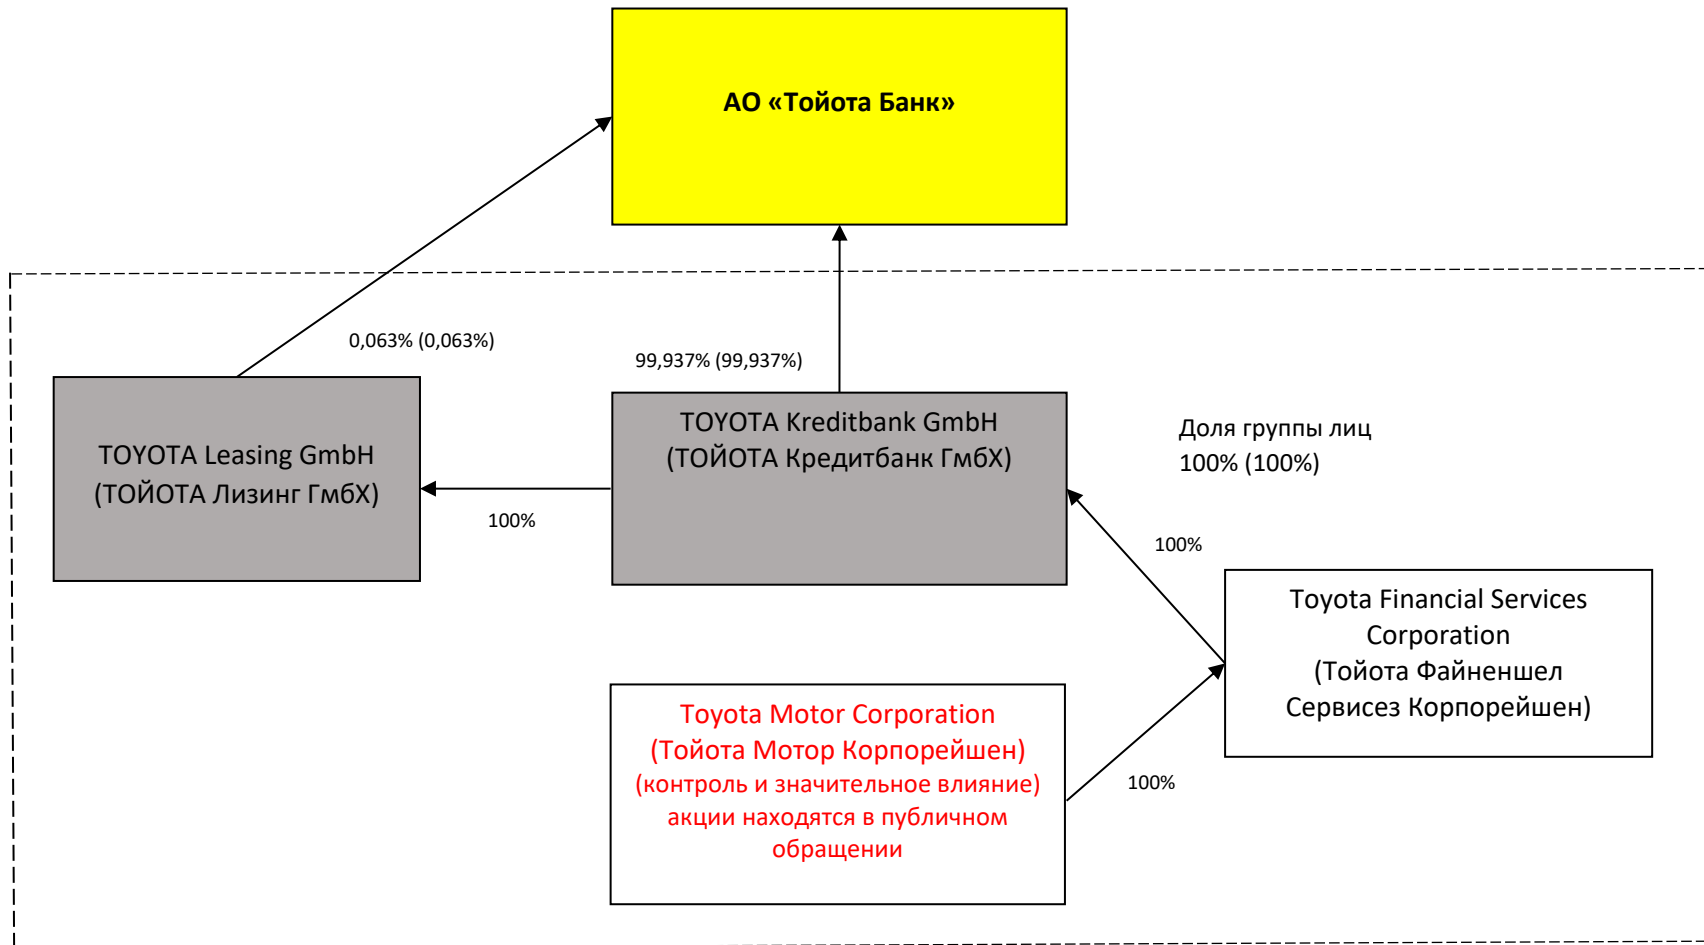 АО «Тойота Банк»
0,063% (0,063%)
99,937% (99,937%)
TOYOTA Leasing GmbH
(ТОЙОТА Лизинг ГмбХ)
TOYOTA Kreditbank GmbH
(ТОЙОТА Кредитбанк ГмбХ)
Доля группы лиц
100% (100%)
100%
100%
Toyota Financial Services
Corporation
(Тойота Файненшел
Сервисез Корпорейшен)
Toyota Motor Corporation
(Тойота Мотор Корпорейшен)
(контроль и значительное влияние)
акции находятся в публичном
обращении
100%